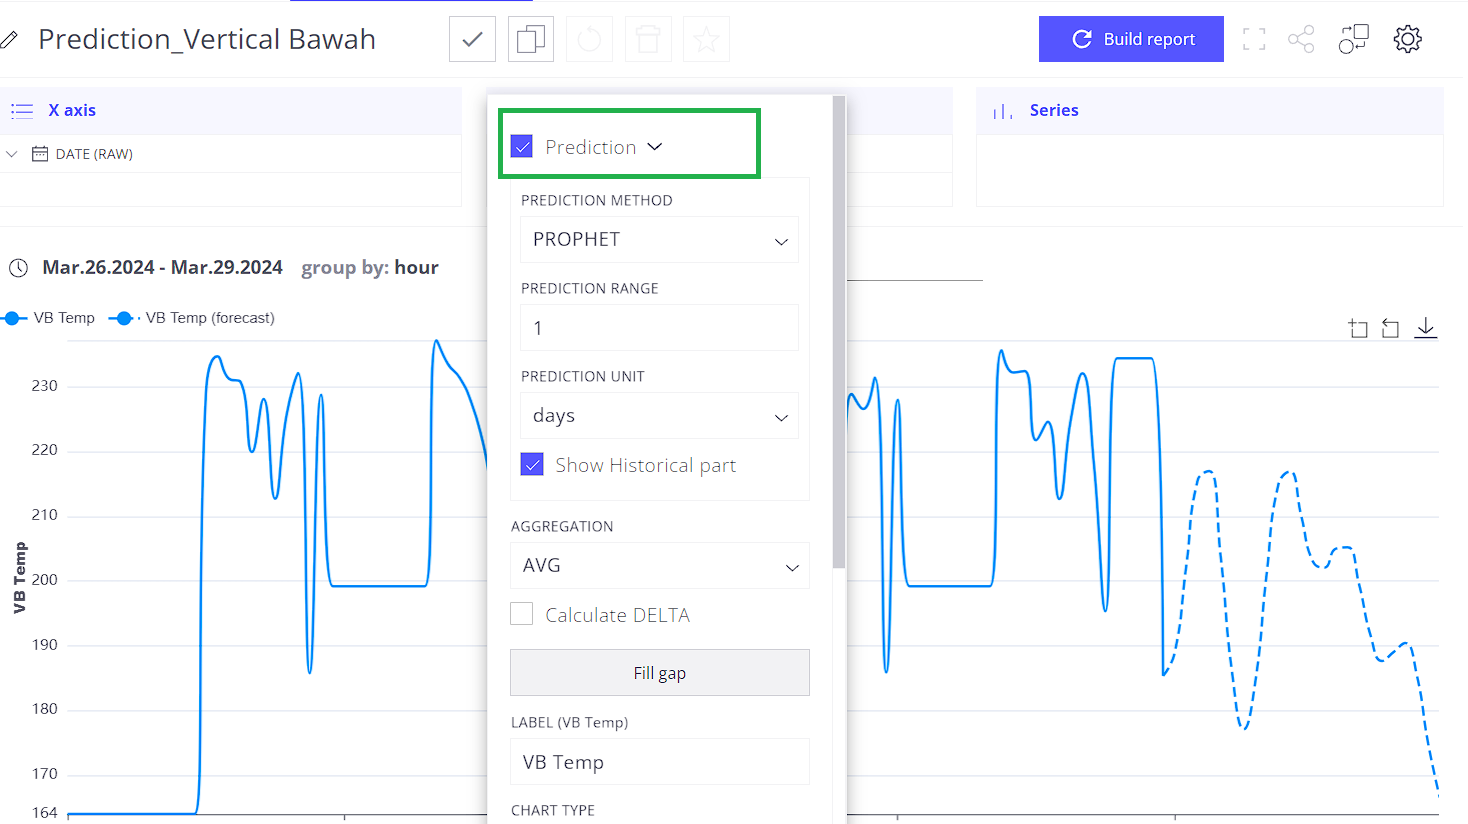 Prediction_Vertical Bawah
Build report
X axis
Series
DATE (RAW)
Prediction
PREDICTION METHOD
PROPHET
PREDICTION RANGE
1
PREDICTION UNIT
days
Show Historical part
AGGREGATION
AVG
Calculate DELTA
Fill gap
LABEL (VB Temp)
VB Temp
CHART TYPE
Mar.26.2024 - Mar.29.2024 group by: hour
VB Temp VB Temp (forecast)
VB Temp
230
220
210
200
190
180
170
164